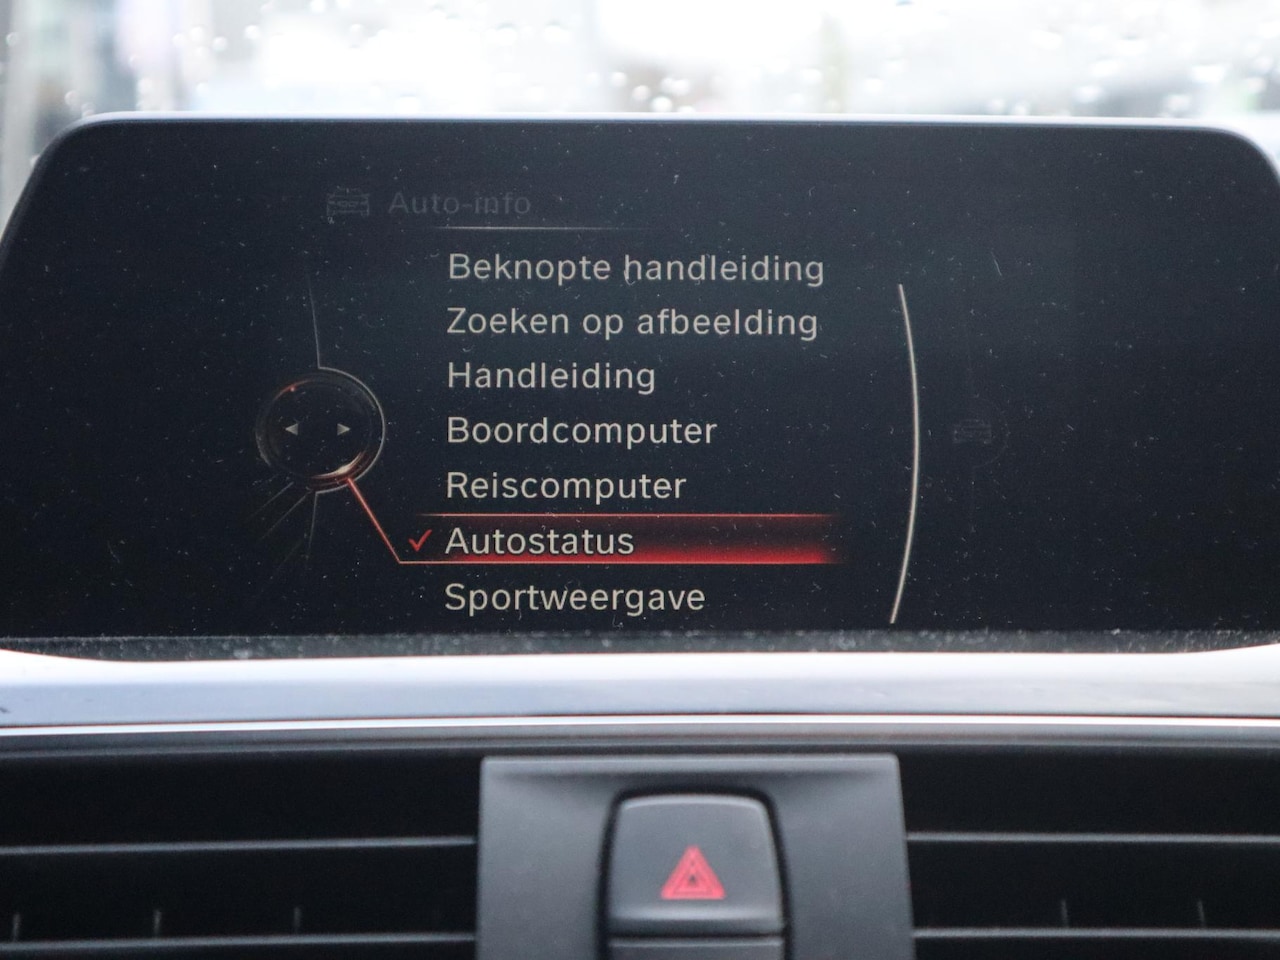 Auto-info
Beknopte handleiding
Zoeken op afbeelding
Handleiding
Boordcomputer
Reiscomputer
Autostatus
Sportweergave